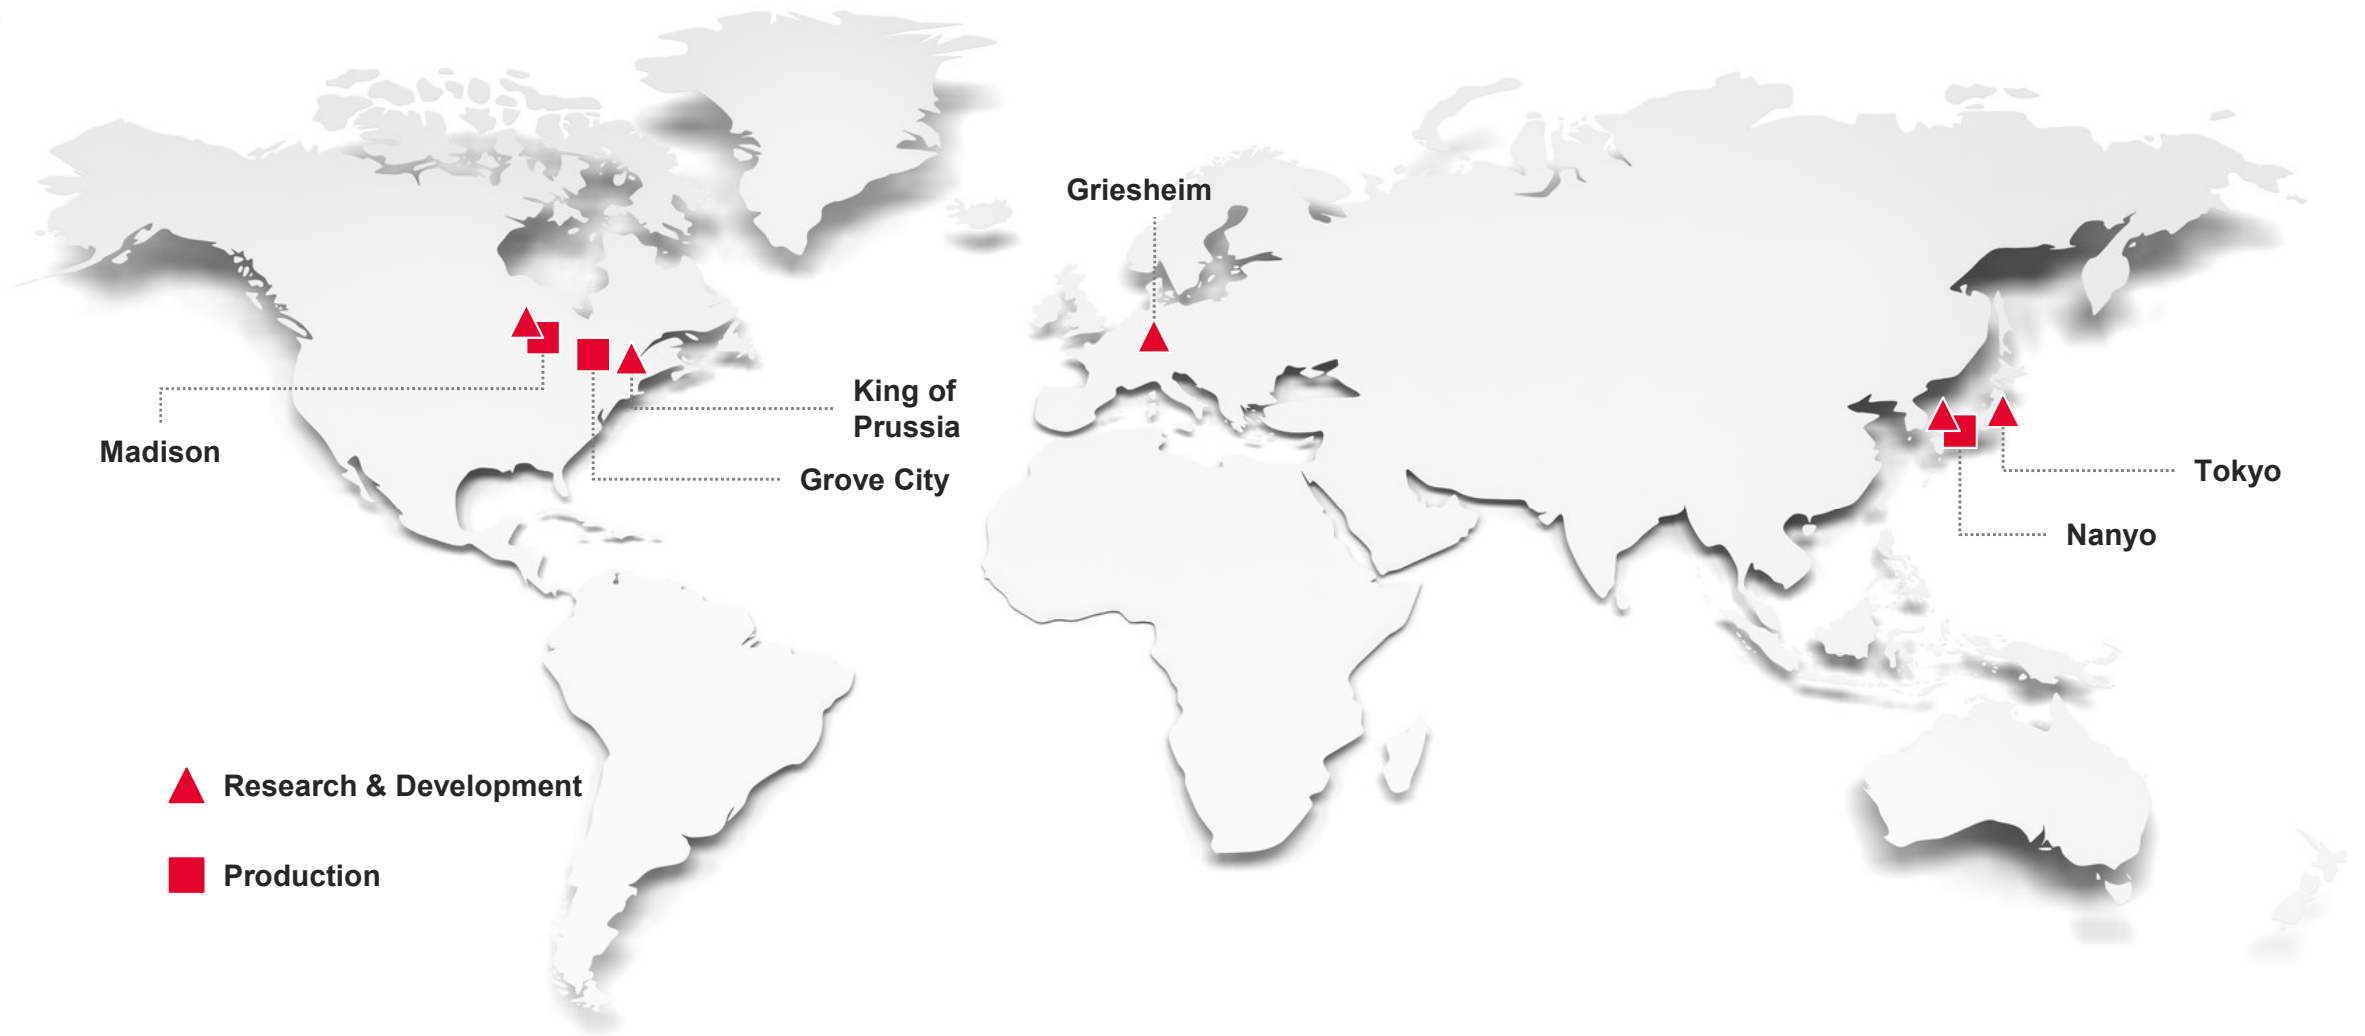 Griesheim
King of
Prussia
Madison
Grove City
Tokyo
Nanyo
Research & Development
Production